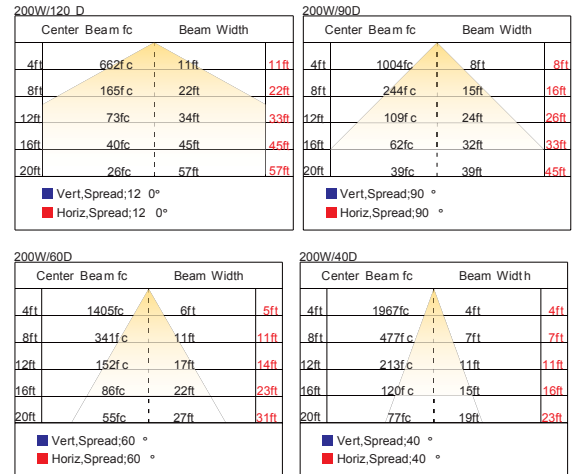 200W/120 D
Center Beam fc Beam Width
4ft 662fc 11ft 11ft
8ft 165fc 22ft 22ft
12ft 73fc 34ft 33ft
16ft 40fc 45ft 45ft
20ft 26fc 57ft 57ft
Vert,Spread;12 0°
Horiz,Spread;12 0°
200W/90D
Center Beam fc Beam Width
4ft 1004fc 8ft 8ft
8ft 244fc 15ft 16ft
12ft 109fc 24ft 26ft
16ft 62fc 32ft 33ft
20ft 39fc 39ft 45ft
Vert,Spread;90 °
Horiz,Spread;90 °
200W/60D
Center Beam fc Beam Width
4ft 1405fc 6ft 5ft
8ft 341fc 11ft 11ft
12ft 152fc 17ft 14ft
16ft 86fc 22ft 23ft
20ft 55fc 27ft 31ft
Vert,Spread;60 °
Horiz,Spread;60 °
200W/40D
Center Beam fc Beam Width
4ft 1967fc 4ft 4ft
8ft 477fc 7ft 7ft
12ft 213fc 11ft 11ft
16ft 120fc 15ft 16ft
20ft 77fc 19ft 23ft
Vert,Spread;40 °
Horiz,Spread;40 °